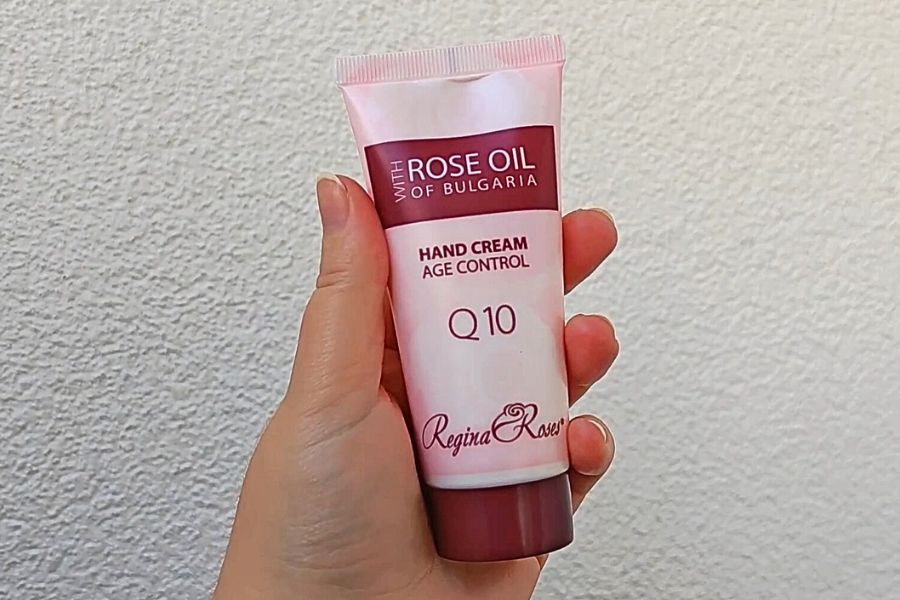 WITH
ROSE OIL
OF BULGARIA
HAND CREAM
AGE CONTROL
Q10
Regina Roses®